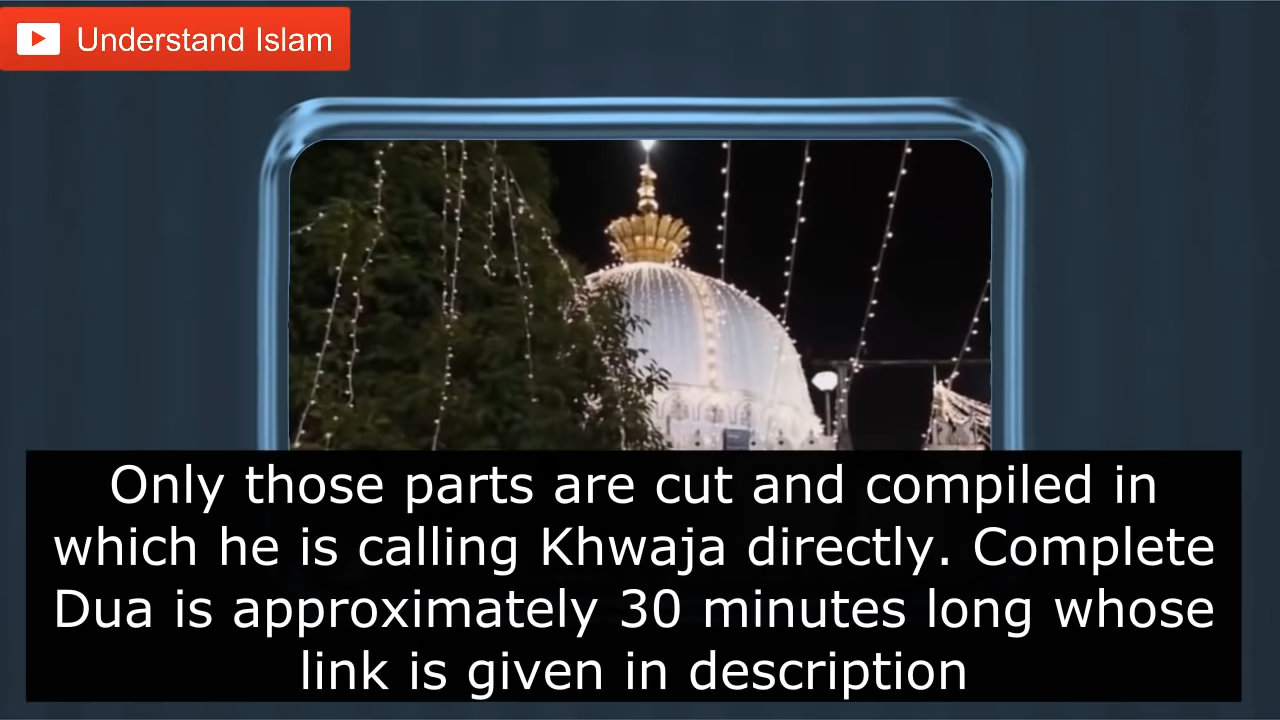 Understand Islam
Only those parts are cut and compiled in
which he is calling Khwaja directly. Complete
Dua is approximately 30 minutes long whose
link is given in description